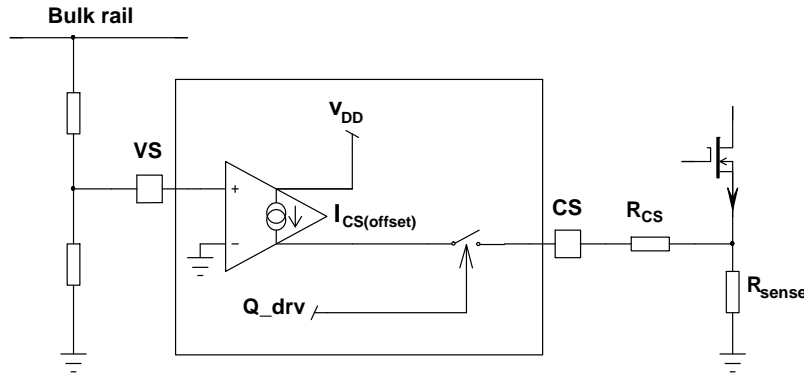 Bulk rail
VDD
VS
+
ICS(offset)
−
CS
RCS
Rsense
Q_drv